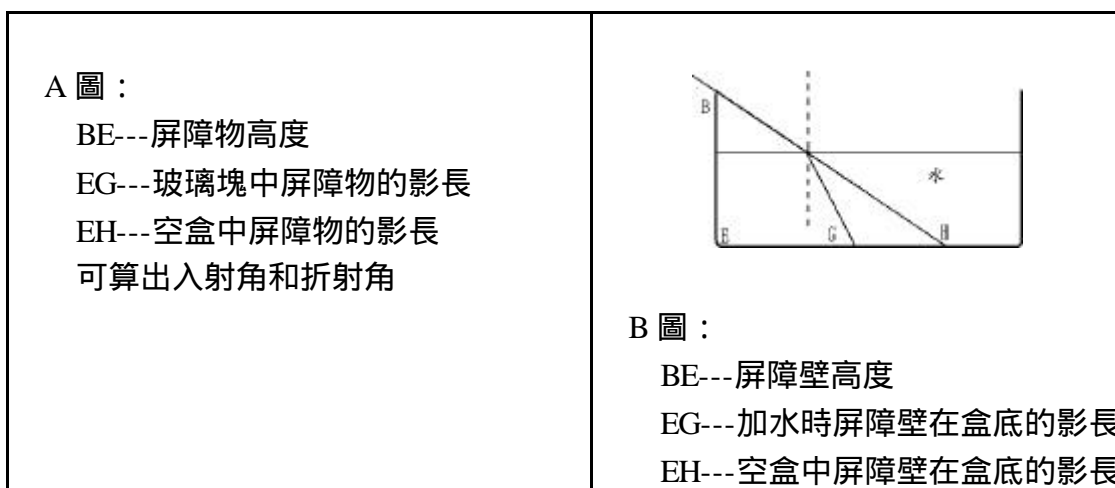 A 圖：
BE---屏障物高度
EG---玻璃塊中屏障物的影長
EH---空盒中屏障物的影長
可算出入射角和折射角
B
水
E
G
H
B 圖：
BE---屏障壁高度
EG---加水時屏障壁在盒底的影長
EH---空盒中屏障壁在盒底的影長